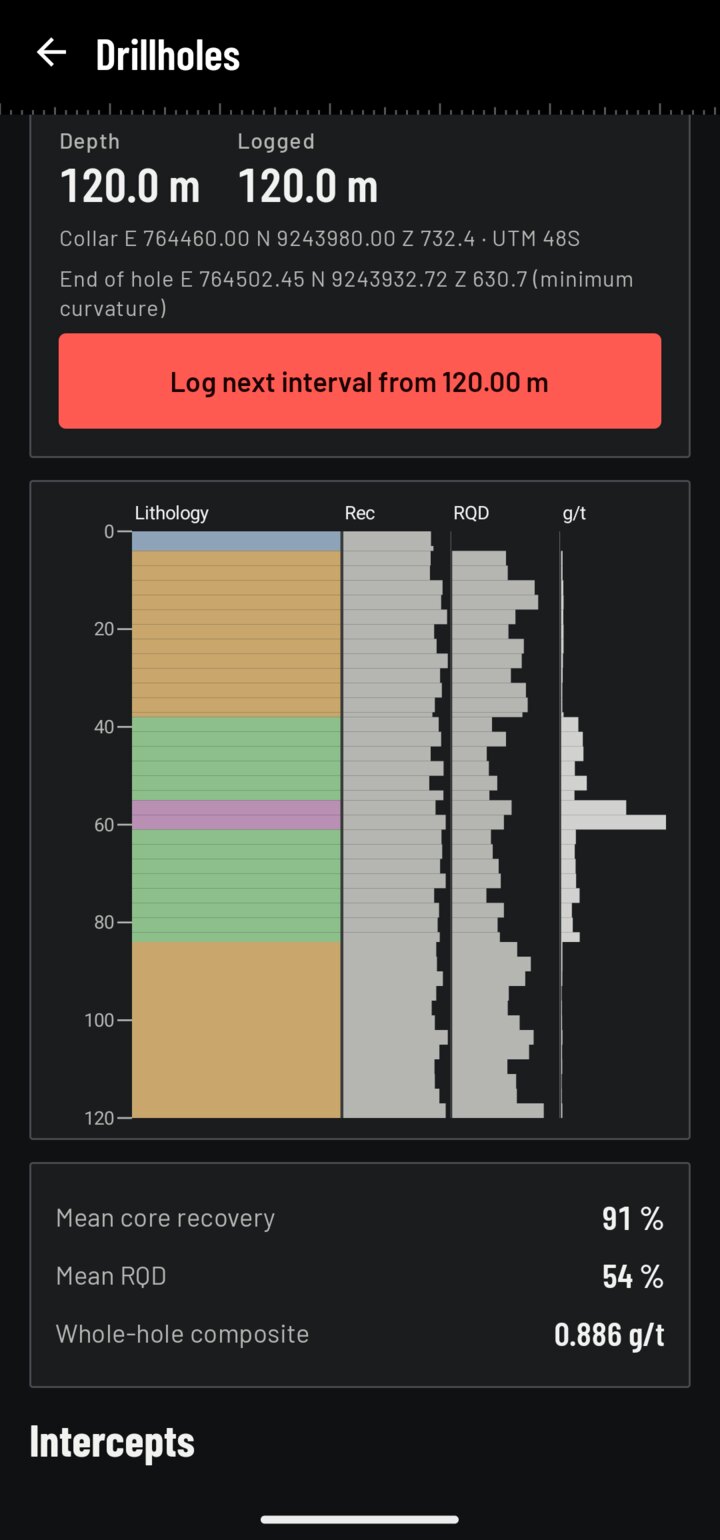 Drillholes
Depth Logged
120.0 m 120.0 m
Collar E 764460.00 N 9243980.00 Z 732.4 · UTM 48S
End of hole E 764502.45 N 9243932.72 Z 630.7 (minimum
curvature)
Log next interval from 120.00 m
Lithology Rec RQD g/t
0
20
40
60
80
100
120
Mean core recovery 91 %
Mean RQD 54 %
Whole-hole composite 0.886 g/t
Intercepts